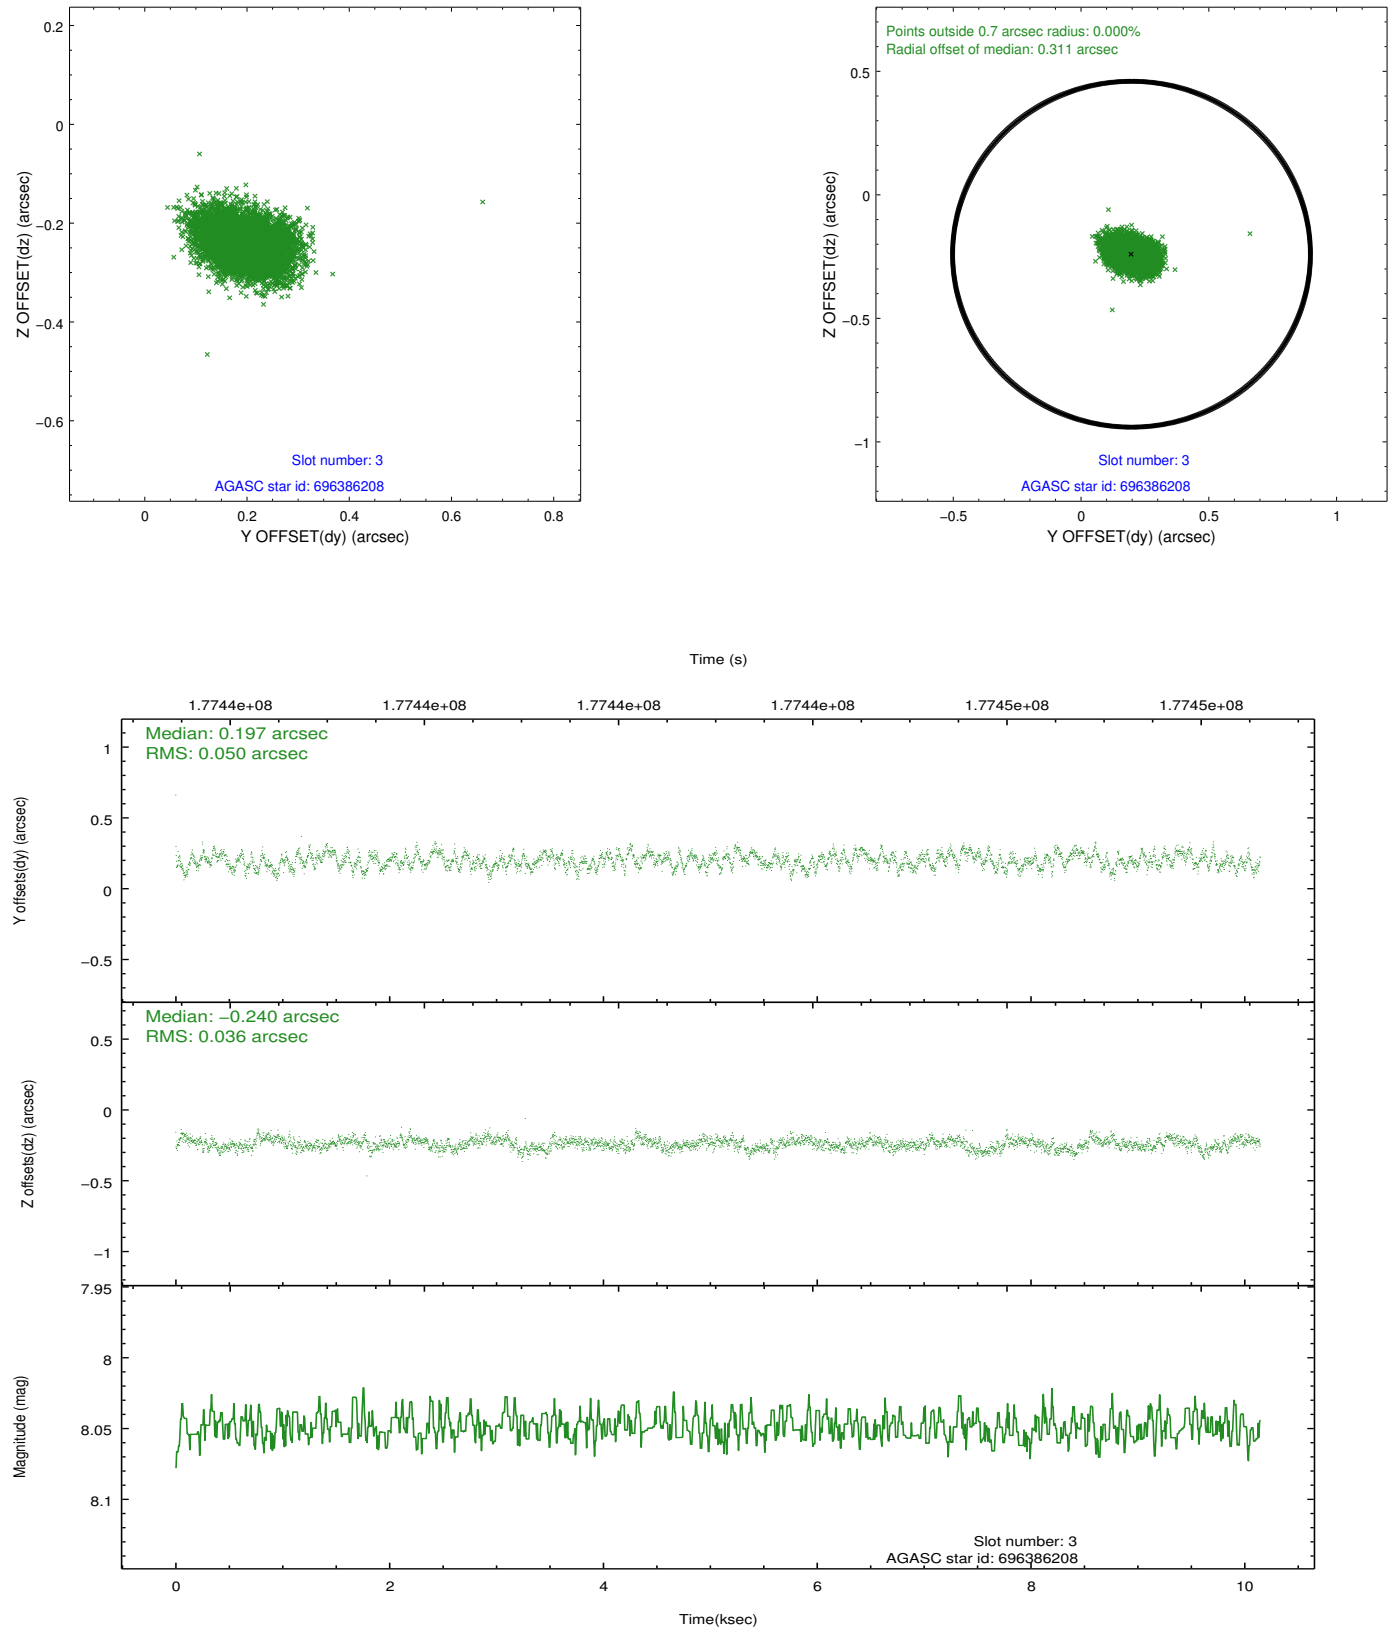 0.2
0
−0.2
−0.4
−0.6
Z OFFSET(dz) (arcsec)
Slot number: 3
AGASC star id: 696386208
0
0.2
0.4
0.6
0.8
Y OFFSET(dy) (arcsec)
Points outside 0.7 arcsec radius: 0.000%
Radial offset of median: 0.311 arcsec
0.5
0
−0.5
−1
Z OFFSET(dz) (arcsec)
Slot number: 3
AGASC star id: 696386208
−0.5
0
0.5
1
Y OFFSET(dy) (arcsec)
Time (s)
1.7744e+08
1.7744e+08
1.7744e+08
1.7744e+08
1.7745e+08
1.7745e+08
Median: 0.197 arcsec
RMS: 0.050 arcsec
1
0.5
0
−0.5
Y offsets(dy) (arcsec)
Median: −0.240 arcsec
RMS: 0.036 arcsec
0.5
0
−0.5
−1
Z offsets(dz) (arcsec)
7.95
8
8.05
8.1
Magnitude (mag)
Slot number: 3
AGASC star id: 696386208
0
2
4
6
8
10
Time(ksec)